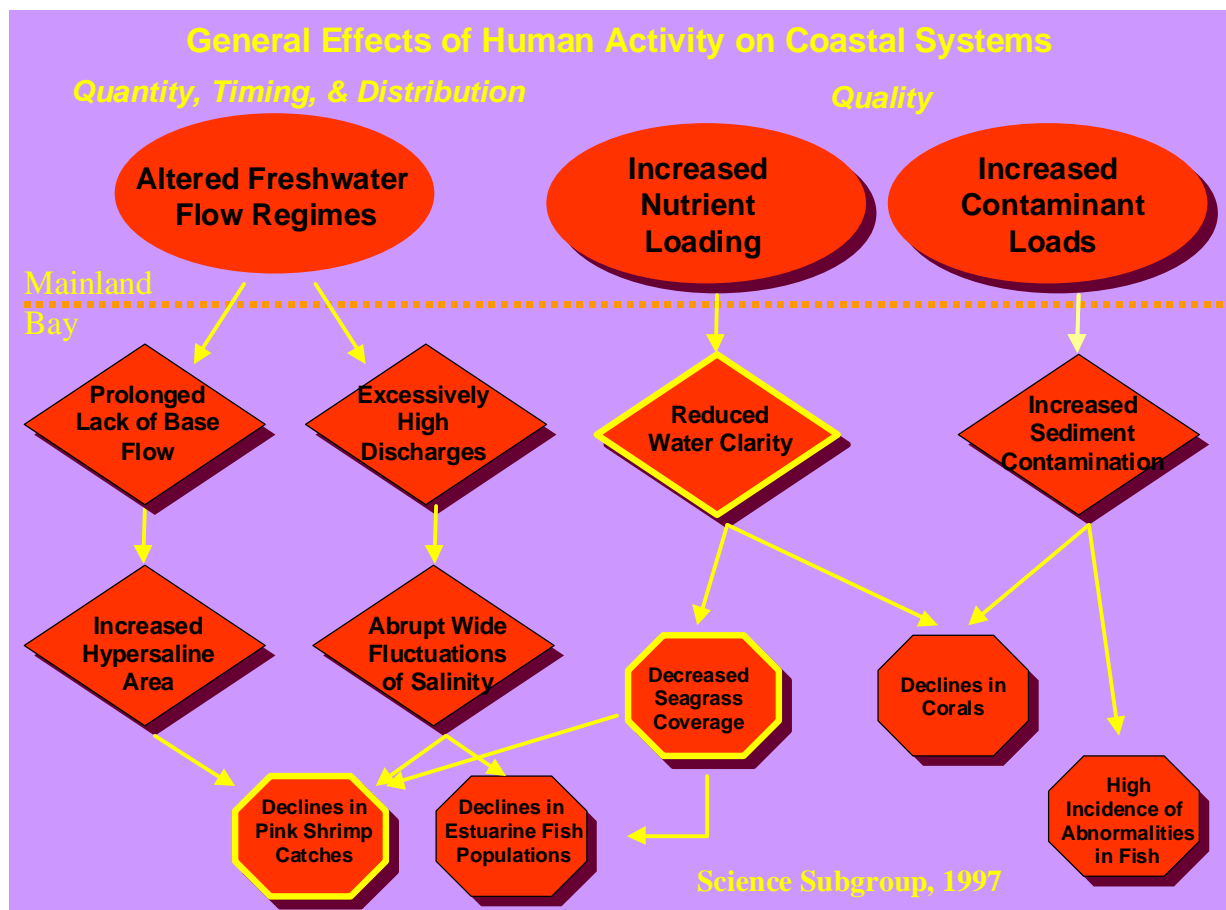 General Effects of Human Activity on Coastal Systems
Quantity, Timing, & Distribution
Quality
Altered Freshwater
Flow Regimes
Increased
Nutrient
Loading
Increased
Contaminant
Loads
Mainland
Bay
Prolonged
Lack of Base
Flow
Excessively
High
Discharges
Reduced
Water Clarity
Increased
Sediment
Contamination
Increased
Hypersaline
Area
Abrupt Wide
Fluctuations
of Salinity
Decreased
Seagrass
Coverage
Declines in
Corals
Declines in
Pink Shrimp
Catches
Declines in
Estuarine Fish
Populations
High
Incidence of
Abnormalities
in Fish
Science Subgroup, 1997